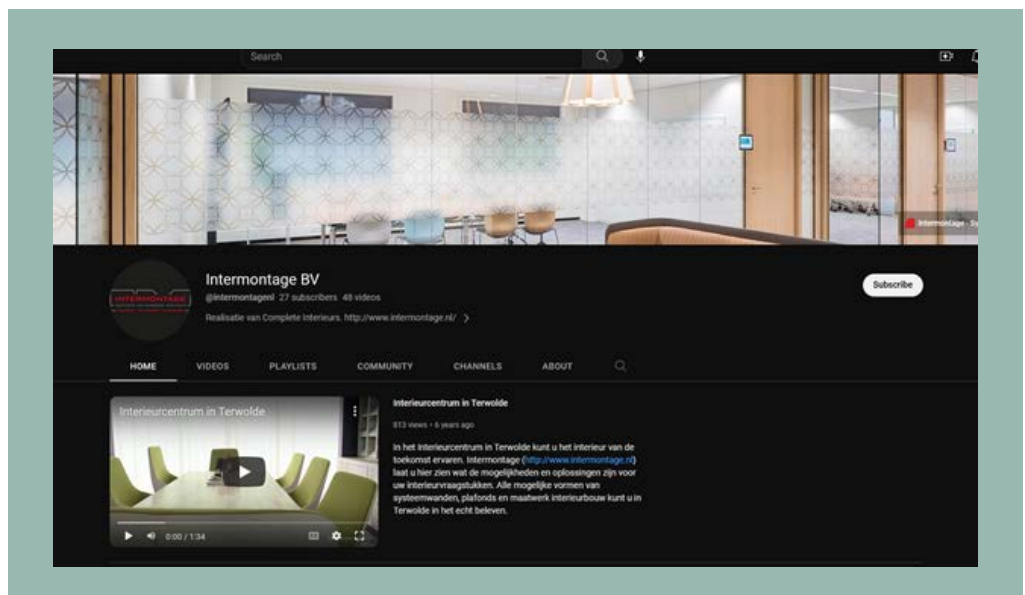 Search
Intermontage - Sy
INTERMONTAGE
Intermontage BV
@intermontagenl 27 subscribers 48 videos
Realisatie van Complete Interieurs. http://www.intermontage.nl/
Subscribe
HOME VIDEOS PLAYLISTS COMMUNITY CHANNELS ABOUT
Interieurcentrum in Terwolde
0:00 / 1:34
Interieurcentrum in Terwolde
813 views • 6 years ago
In het Interieurcentrum in Terwolde kunt u het interieur van de
toekomst ervaren. Intermontage (http://www.intermontage.nl)
laat u hier zien wat de mogelijkheden en oplossingen zijn voor
uw interieurvraagstukken. Alle mogelijke vormen van
systeemwanden, plafonds en maatwerk interieurbouw kunt u in
Terwolde in het echt beleven.